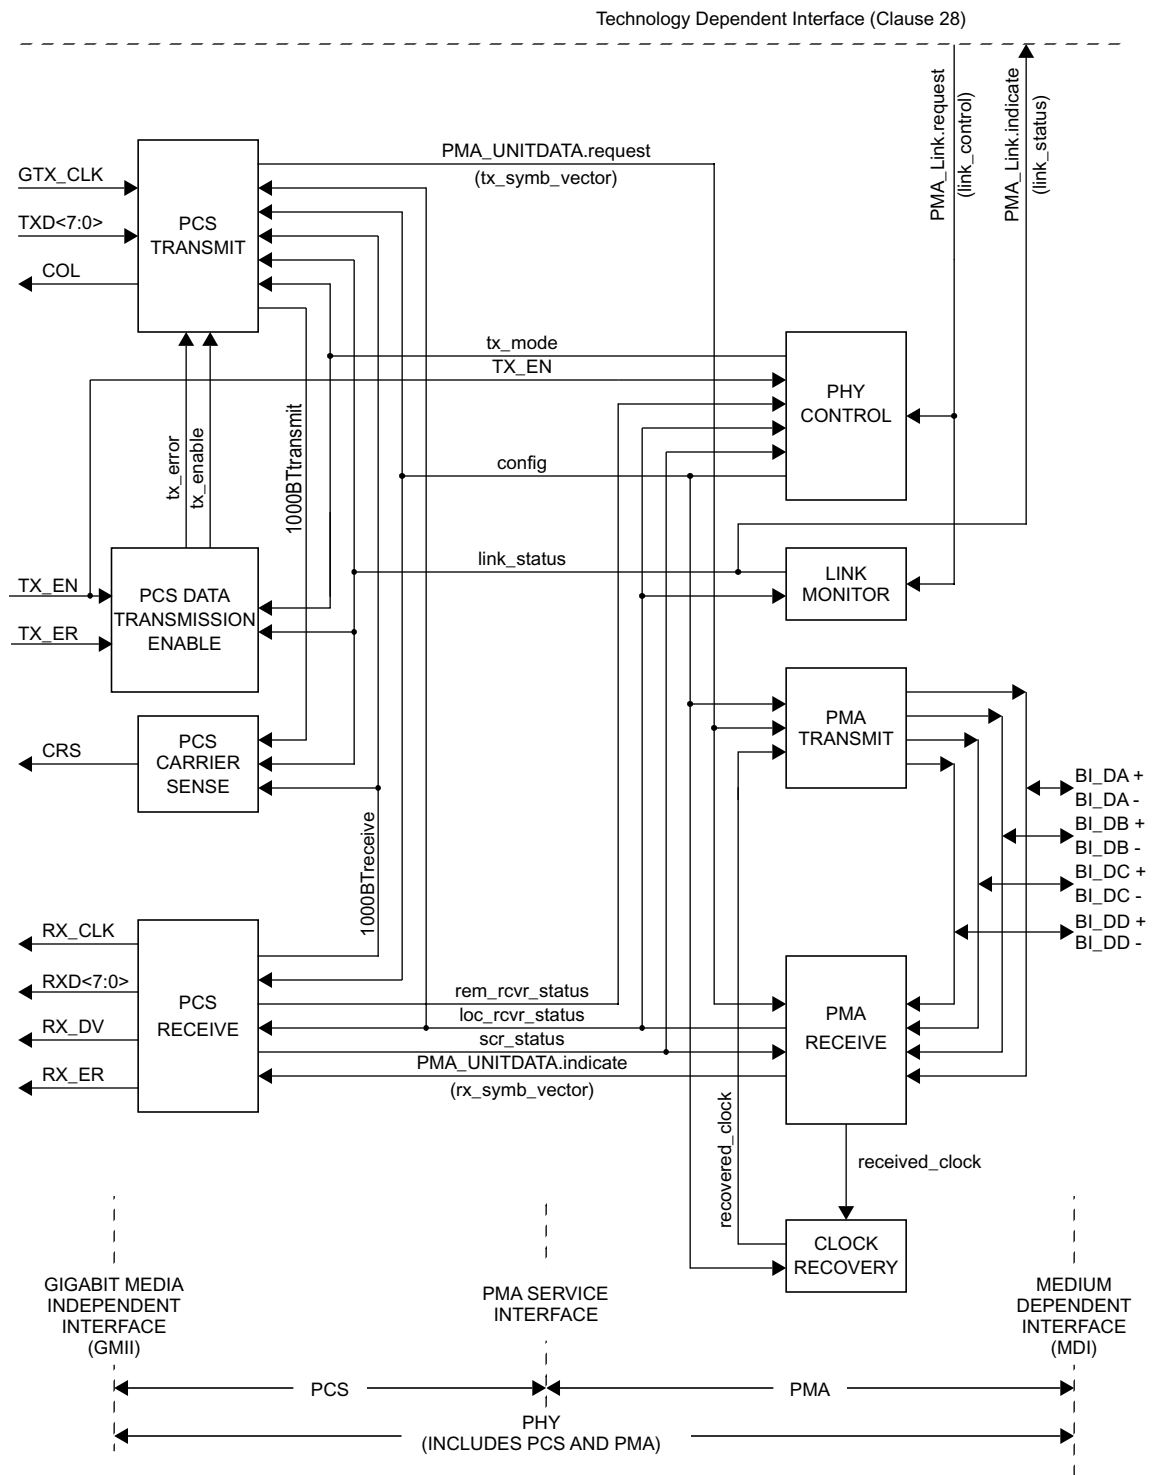 Technology Dependent Interface (Clause 28)
PMA_Link.request
(link_control)
PMA_Link.indicate
(link_status)
PMA_UNITDATA.request
(tx_symb_vector)
GTX_CLK
TXD<7:0>
COL
PCS
TRANSMIT
tx_mode
TX_EN
PHY
CONTROL
tx_error
tx_enable
1000BTtransmit
config
link_status
LINK
MONITOR
TX_EN
TX_ER
PCS DATA
TRANSMISSION
ENABLE
CRS
PCS
CARRIER
SENSE
PMA
TRANSMIT
BI_DA +
BI_DA -
BI_DB +
BI_DB -
BI_DC +
BI_DC -
BI_DD +
BI_DD -
1000BTreceive
RX_CLK
RXD<7:0>
RX_DV
RX_ER
PCS
RECEIVE
rem_rcvr_status
loc_rcvr_status
scr_status
PMA_UNITDATA.indicate
(rx_symb_vector)
PMA
RECEIVE
recovered_clock
received_clock
CLOCK
RECOVERY
GIGABIT MEDIA
INDEPENDENT
INTERFACE
(GMII)
PMA SERVICE
INTERFACE
MEDIUM
DEPENDENT
INTERFACE
(MDI)
PCS
PMA
PHY
(INCLUDES PCS AND PMA)